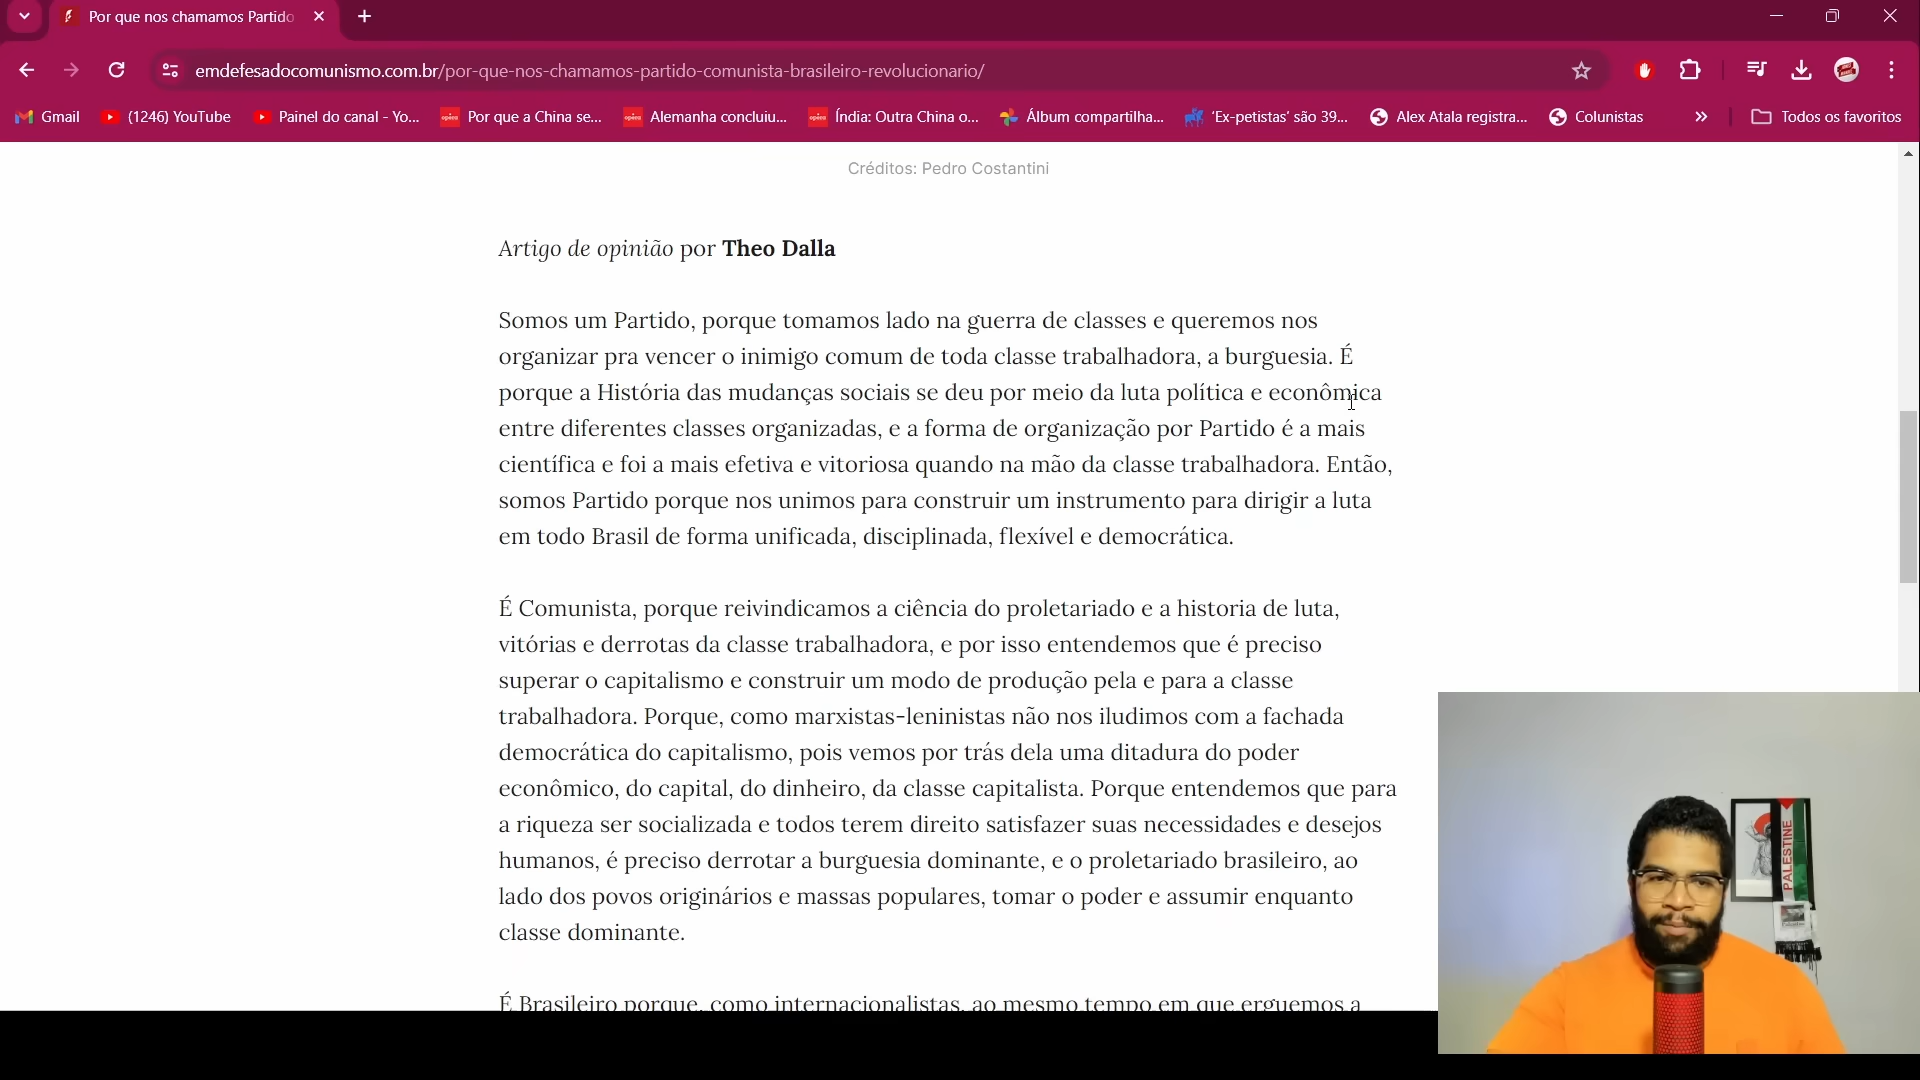 Por que nos chamamos Partido
emdefesadocomunismo.com.br/por-que-nos-chamamos-partido-comunista-brasileiro-revolucionario/
Gmail (1246) YouTube Painel do canal - Yo... Por que a China se... Alemanha concluiu... Índia: Outra China o... Álbum compartilha... 'Ex-petistas' são 39... Alex Atala registra... Colunistas » Todos os favoritos
Créditos: Pedro Costantini
Artigo de opinião por Theo Dalla
Somos um Partido, porque tomamos lado na guerra de classes e queremos nos
organizar pra vencer o inimigo comum de toda classe trabalhadora, a burguesia. É
porque a História das mudanças sociais se deu por meio da luta política e econômica
entre diferentes classes organizadas, e a forma de organização por Partido é a mais
científica e foi a mais efetiva e vitoriosa quando na mão da classe trabalhadora. Então,
somos Partido porque nos unimos para construir um instrumento para dirigir a luta
em todo Brasil de forma unificada, disciplinada, flexível e democrática.
É Comunista, porque reivindicamos a ciência do proletariado e a historia de luta,
vitórias e derrotas da classe trabalhadora, e por isso entendemos que é preciso
superar o capitalismo e construir um modo de produção pela e para a classe
trabalhadora. Porque, como marxistas-leninistas não nos iludimos com a fachada
democrática do capitalismo, pois vemos por trás dela uma ditadura do poder
econômico, do capital, do dinheiro, da classe capitalista. Porque entendemos que para
a riqueza ser socializada e todos terem direito satisfazer suas necessidades e desejos
humanos, é preciso derrotar a burguesia dominante, e o proletariado brasileiro, ao
lado dos povos originários e massas populares, tomar o poder e assumir enquanto
classe dominante.
É Brasileiro porque, como internacionalistas, ao mesmo tempo em que erguemos a
PALESTINE